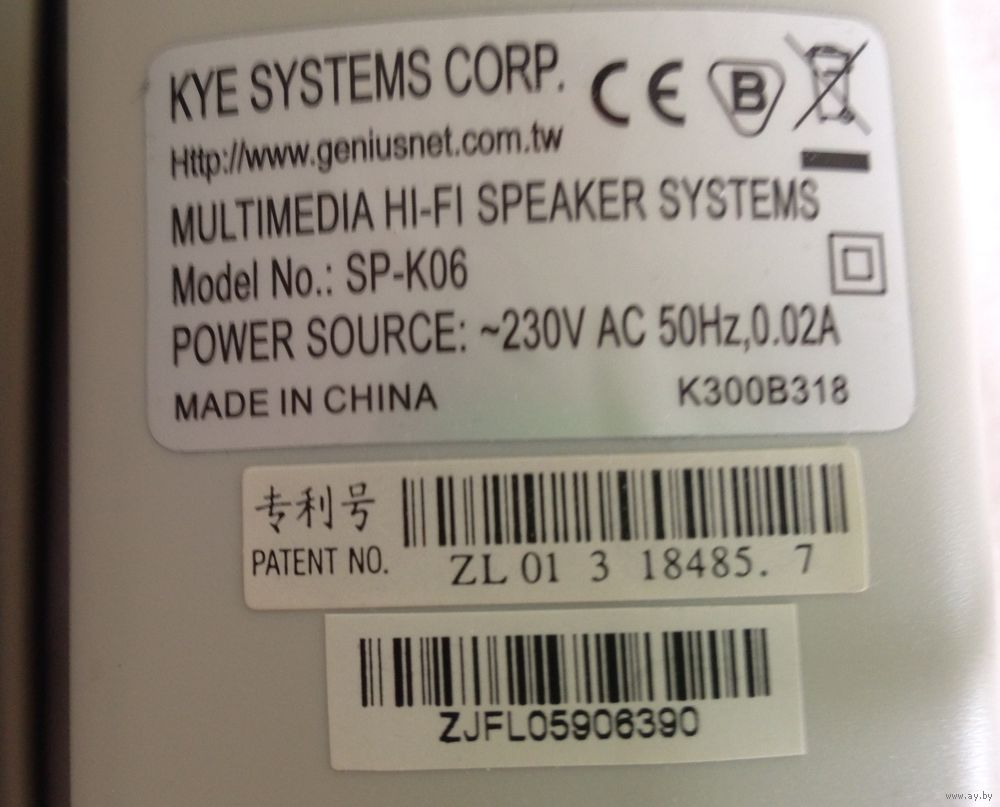 KYE SYSTEMS CORP.
CE B
Http://www.geniusnet.com.tw
MULTIMEDIA HI-FI SPEAKER SYSTEMS
Model No.: SP-K06
POWER SOURCE: ~230V AC 50Hz,0.02A
MADE IN CHINA K300B318
专利号
PATENT NO. ZL 01 3 18485. 7
ZJFL05906390
www.ay.by